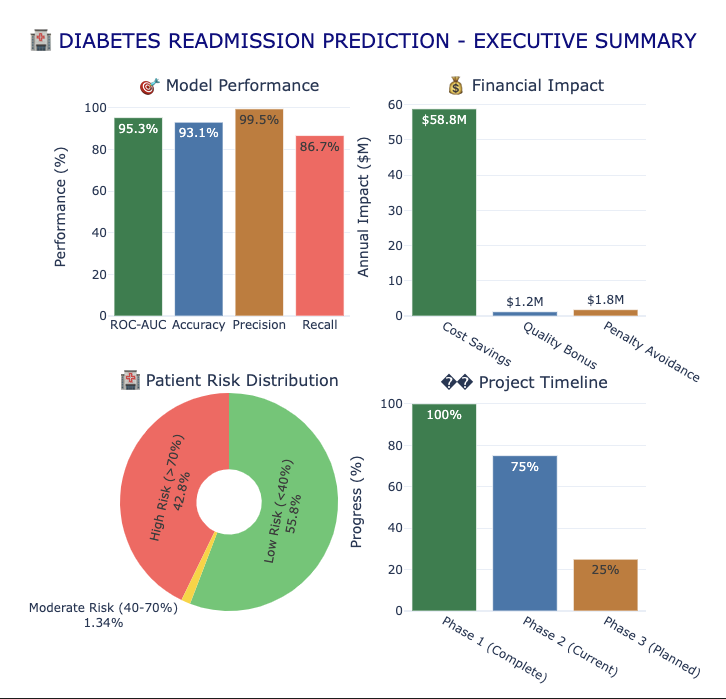 🏥 DIABETES READMISSION PREDICTION - EXECUTIVE SUMMARY
🎯 Model Performance
Performance (%)
100
80
60
40
20
0
95.3%
93.1%
99.5%
86.7%
ROC-AUC Accuracy Precision Recall
💰 Financial Impact
Annual Impact ($M)
60
50
40
30
20
10
0
$58.8M
$1.2M
$1.8M
Cost Savings
Quality Bonus
Penalty Avoidance
🏥 Patient Risk Distribution
High Risk (>70%)
42.8%
Low Risk (<40%)
55.8%
Moderate Risk (40-70%)
1.34%
�� Project Timeline
Progress (%)
100
80
60
40
20
0
100%
75%
25%
Phase 1 (Complete)
Phase 2 (Current)
Phase 3 (Planned)